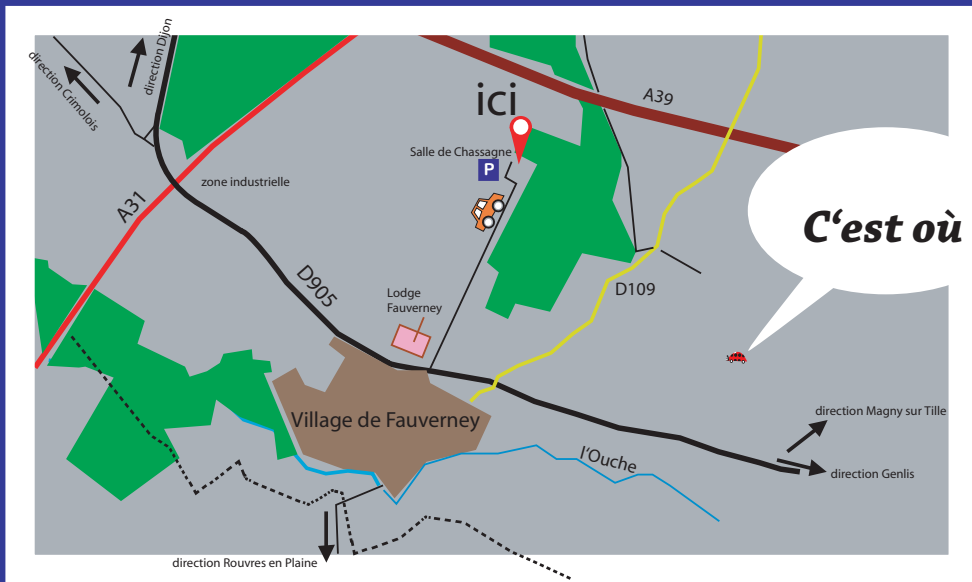 direction Dijon
direction Crimolois
ici
A39
Salle de Chassagne
P
zone industrielle
A31
C'est où
D905
Lodge
Fauverney
D109
Village de Fauverney
direction Magny sur Tille
l'Ouche
direction Genlis
direction Rouvres en Plaine